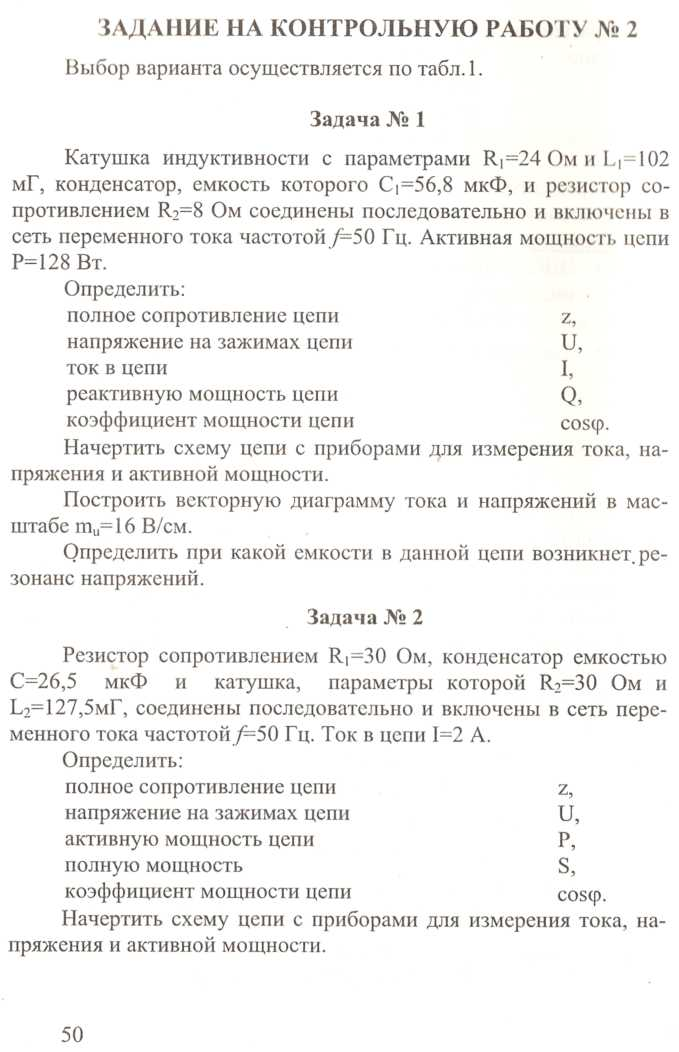 ЗАДАНИЕ НА КОНТРОЛЬНУЮ РАБОТУ № 2
Выбор варианта осуществляется по табл.1.
Задача № 1
Катушка индуктивности с параметрами R₁=24 Ом и L₁=102
мГ, конденсатор, емкость которого C₁=56,8 мкФ, и резистор со-
противлением R₂=8 Ом соединены последовательно и включены в
сеть переменного тока частотой f=50 Гц. Активная мощность цепи
P=128 Вт.
Определить:
полное сопротивление цепи z,
напряжение на зажимах цепи U,
ток в цепи I,
реактивную мощность цепи Q,
коэффициент мощности цепи cosφ.
Начертить схему цепи с приборами для измерения тока, на-
пряжения и активной мощности.
Построить векторную диаграмму тока и напряжений в мас-
штабе mᵤ=16 В/см.
Определить при какой емкости в данной цепи возникнет ре-
зонанс напряжений.
Задача № 2
Резистор сопротивлением R₁=30 Ом, конденсатор емкостью
C=26,5 мкФ и катушка, параметры которой R₂=30 Ом и
L₂=127,5мГ, соединены последовательно и включены в сеть пере-
менного тока частотой f=50 Гц. Ток в цепи I=2 А.
Определить:
полное сопротивление цепи z,
напряжение на зажимах цепи U,
активную мощность цепи P,
полную мощность S,
коэффициент мощности цепи cosφ.
Начертить схему цепи с приборами для измерения тока, на-
пряжения и активной мощности.
50